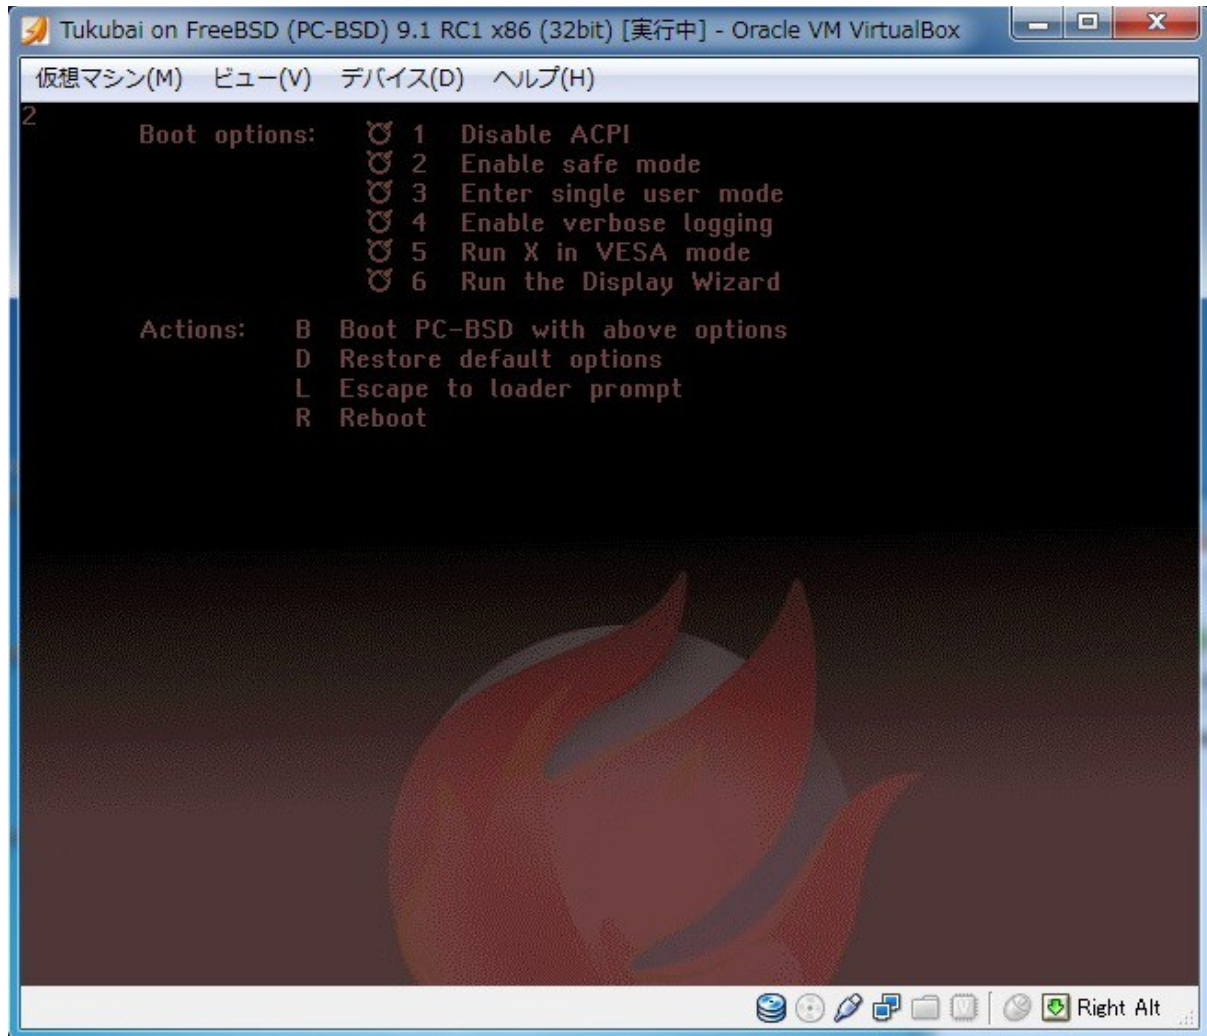 Tukubai on FreeBSD (PC-BSD) 9.1 RC1 x86 (32bit) [実行中] - Oracle VM VirtualBox
仮想マシン(M) ビュー(V) デバイス(D) ヘルプ(H)
2
Boot options: 1 Disable ACPI
2 Enable safe mode
3 Enter single user mode
4 Enable verbose logging
5 Run X in VESA mode
6 Run the Display Wizard
Actions: B Boot PC-BSD with above options
D Restore default options
L Escape to loader prompt
R Reboot
Right Alt